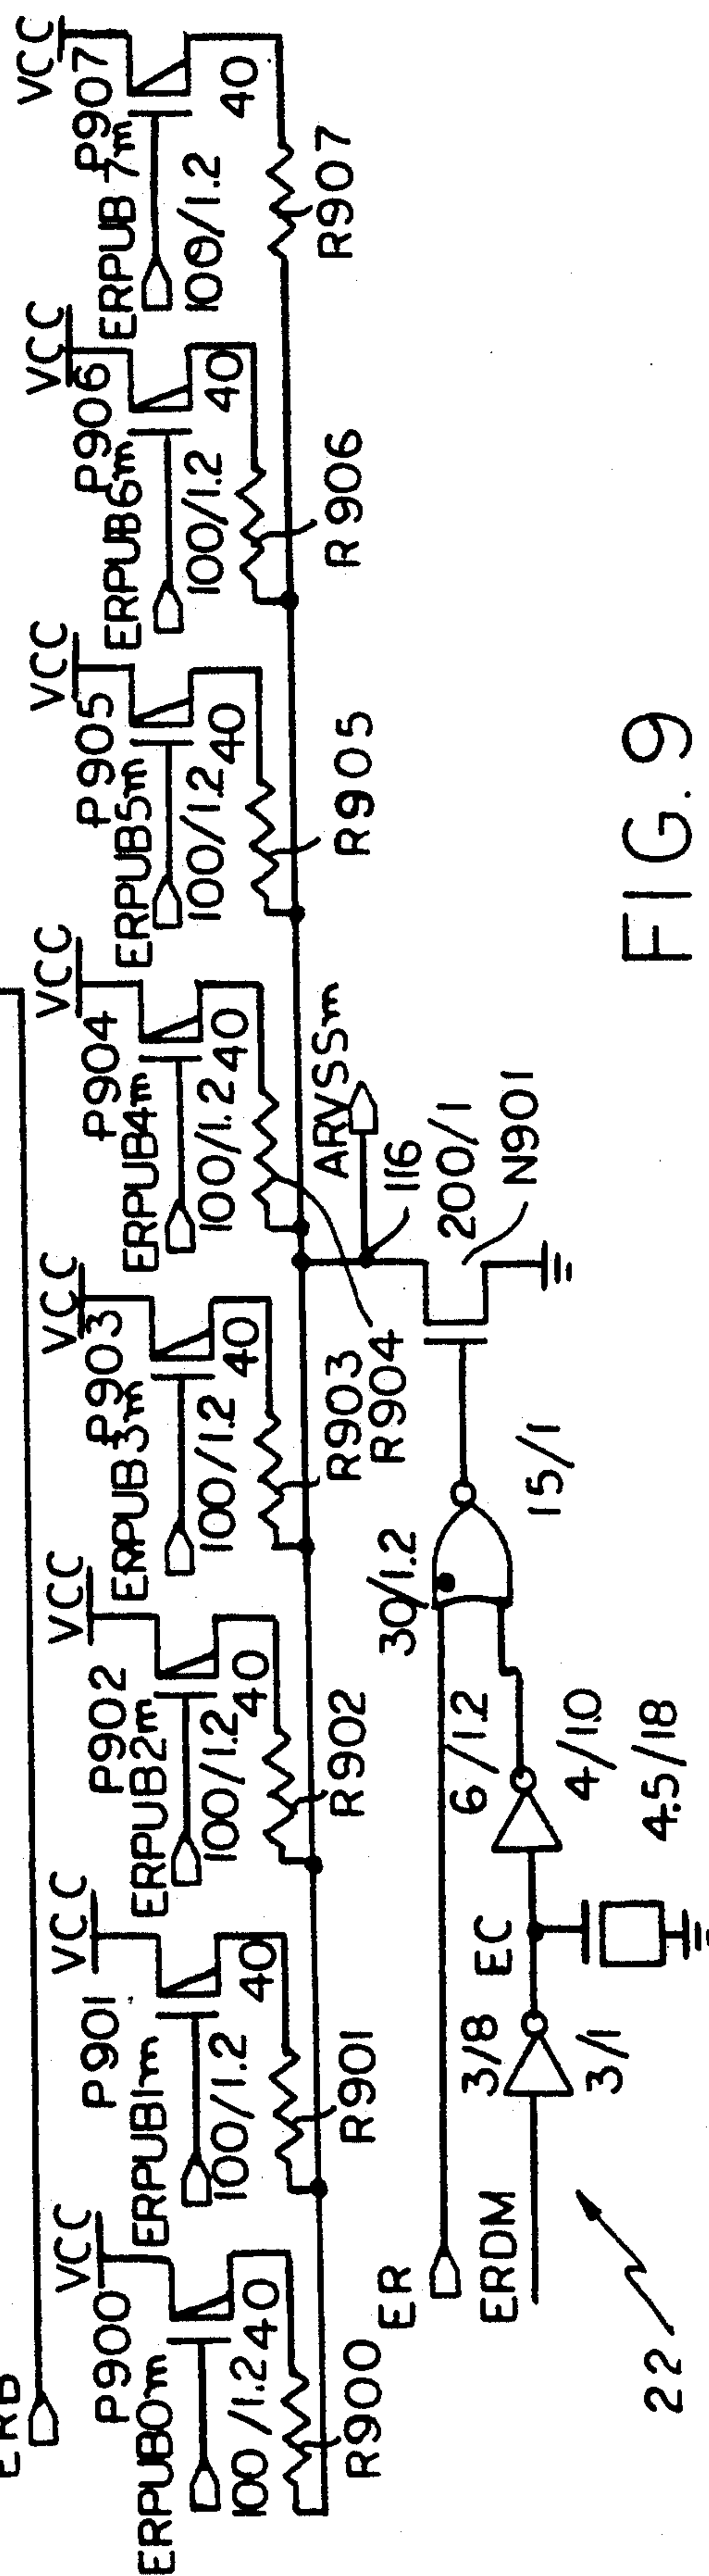 ERB
VCC VCC VCC VCC VCC VCC VCC VCC
P900 P901 P902 P903 P904 P905 P906 P907
ERPUB0m ERPUB1m ERPUB2m ERPUB3m ERPUB4m ERPUB5m ERPUB6m ERPUB7m
100/1.2 100/1.2 100/1.2 100/1.2 100/1.2 100/1.2 100/1.2 100/1.2
40 40 40 40 40 40 40 40
R900 R901 R902 R903 R904 R905 R906 R907
ARVSSm
116
ER
30/1.2
200/1
N901
ERDM
3/8
EC
6/1.2
15/1
3/1
4/1.0
4.5/18
22
FIG. 9